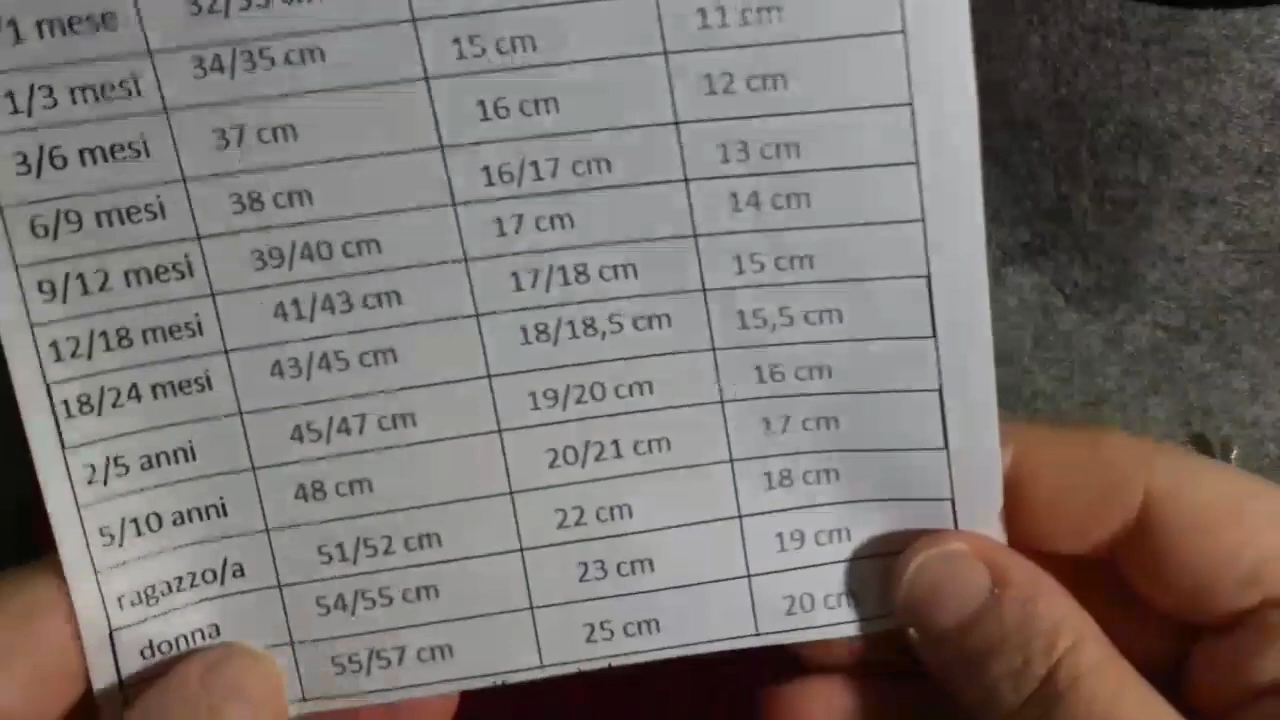 1 mese
1/3 mesi 34/35 cm 15 cm 11 cm
3/6 mesi 37 cm 16 cm 12 cm
6/9 mesi 38 cm 16/17 cm 13 cm
9/12 mesi 39/40 cm 17 cm 14 cm
12/18 mesi 41/43 cm 17/18 cm 15 cm
18/24 mesi 43/45 cm 18/18,5 cm 15,5 cm
2/5 anni 45/47 cm 19/20 cm 16 cm
5/10 anni 48 cm 20/21 cm 17 cm
ragazzo/a 51/52 cm 22 cm 18 cm
donna 54/55 cm 23 cm 19 cm
55/57 cm 25 cm 20 cm